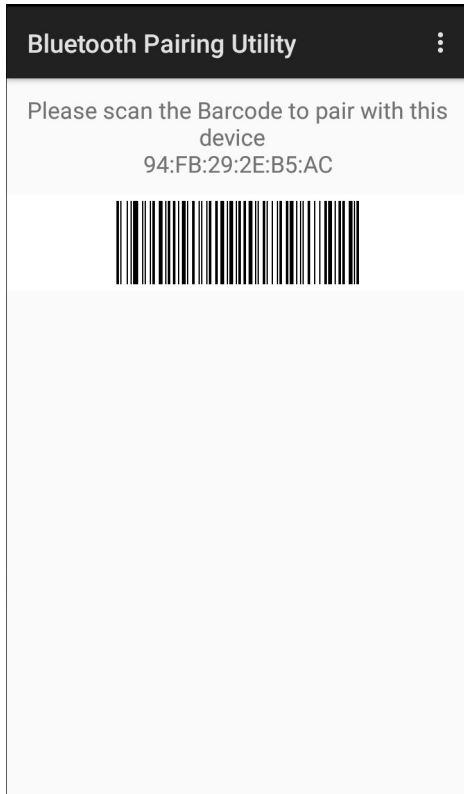 Bluetooth Pairing Utility
Please scan the Barcode to pair with this
device
94:FB:29:2E:B5:AC